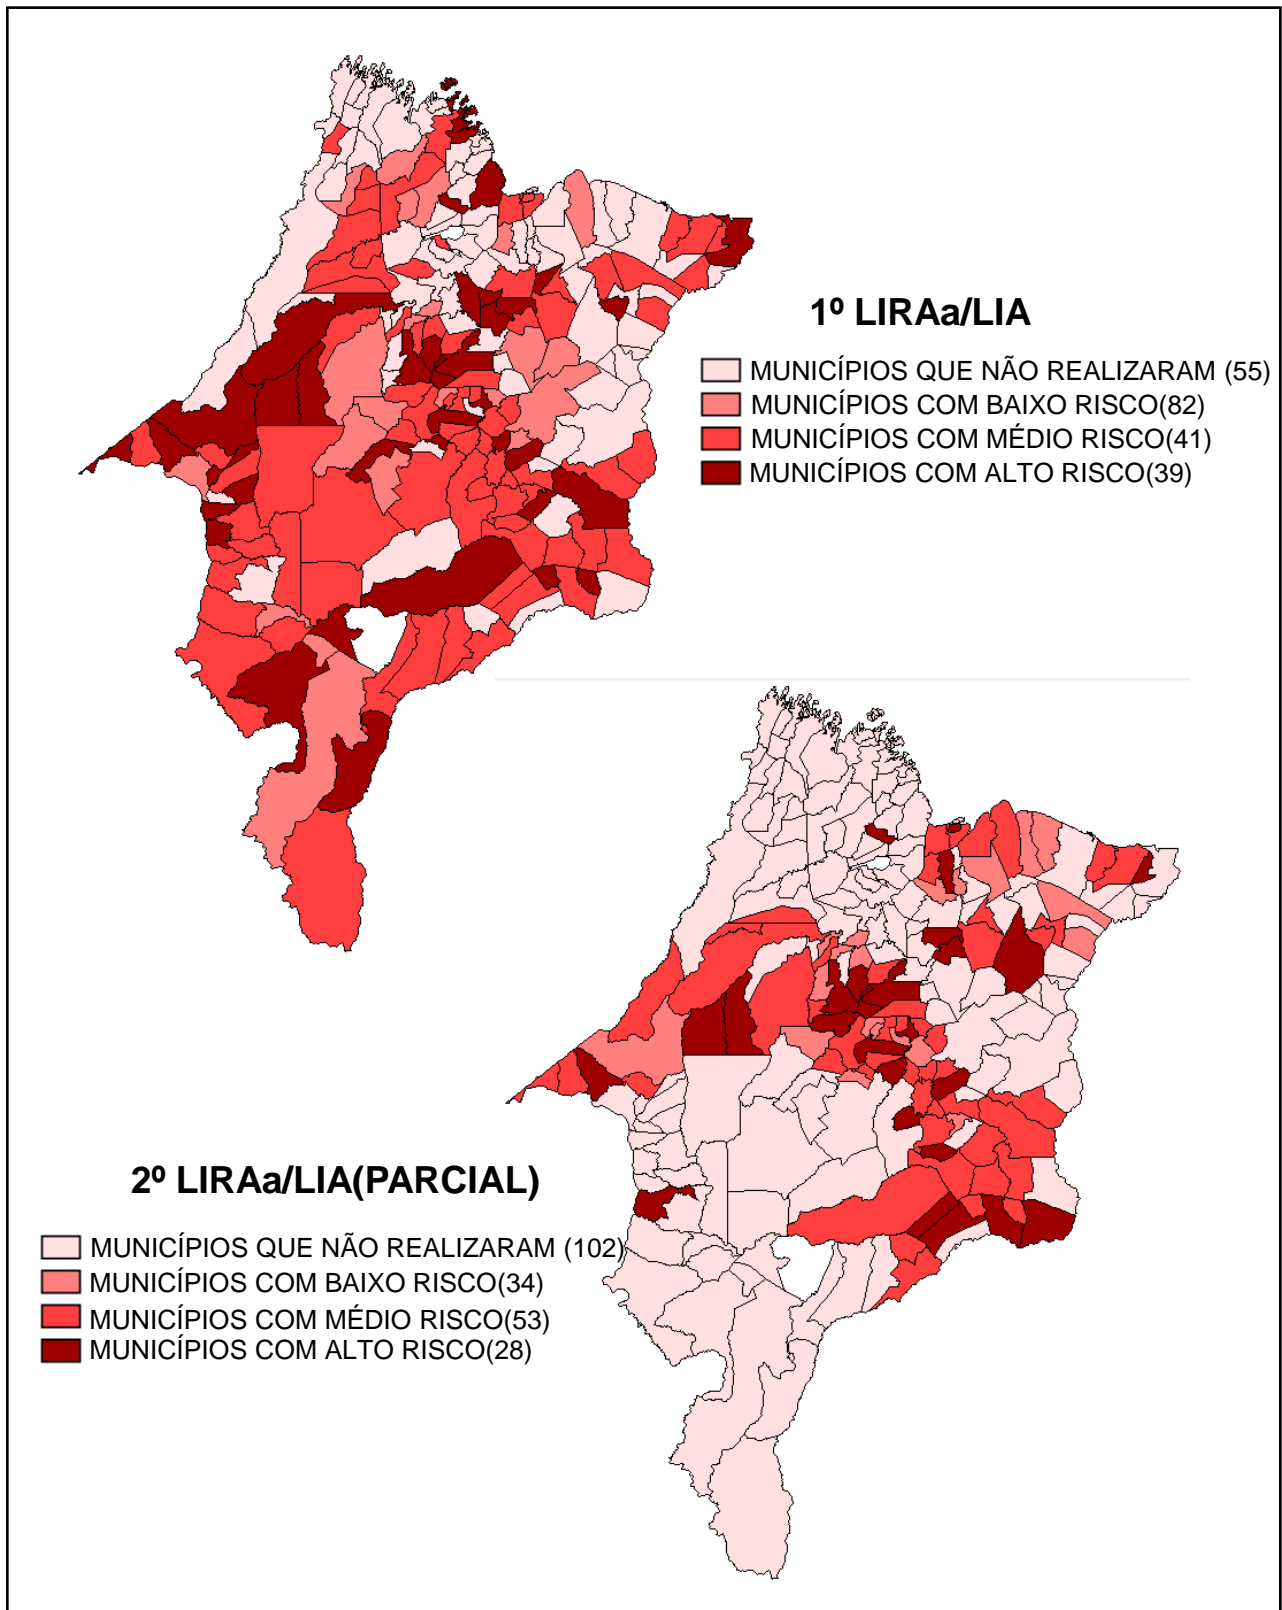 1º LIRAa/LIA
MUNICÍPIOS QUE NÃO REALIZARAM (55)
MUNICÍPIOS COM BAIXO RISCO(82)
MUNICÍPIOS COM MÉDIO RISCO(41)
MUNICÍPIOS COM ALTO RISCO(39)
2º LIRAa/LIA(PARCIAL)
MUNICÍPIOS QUE NÃO REALIZARAM (102)
MUNICÍPIOS COM BAIXO RISCO(34)
MUNICÍPIOS COM MÉDIO RISCO(53)
MUNICÍPIOS COM ALTO RISCO(28)